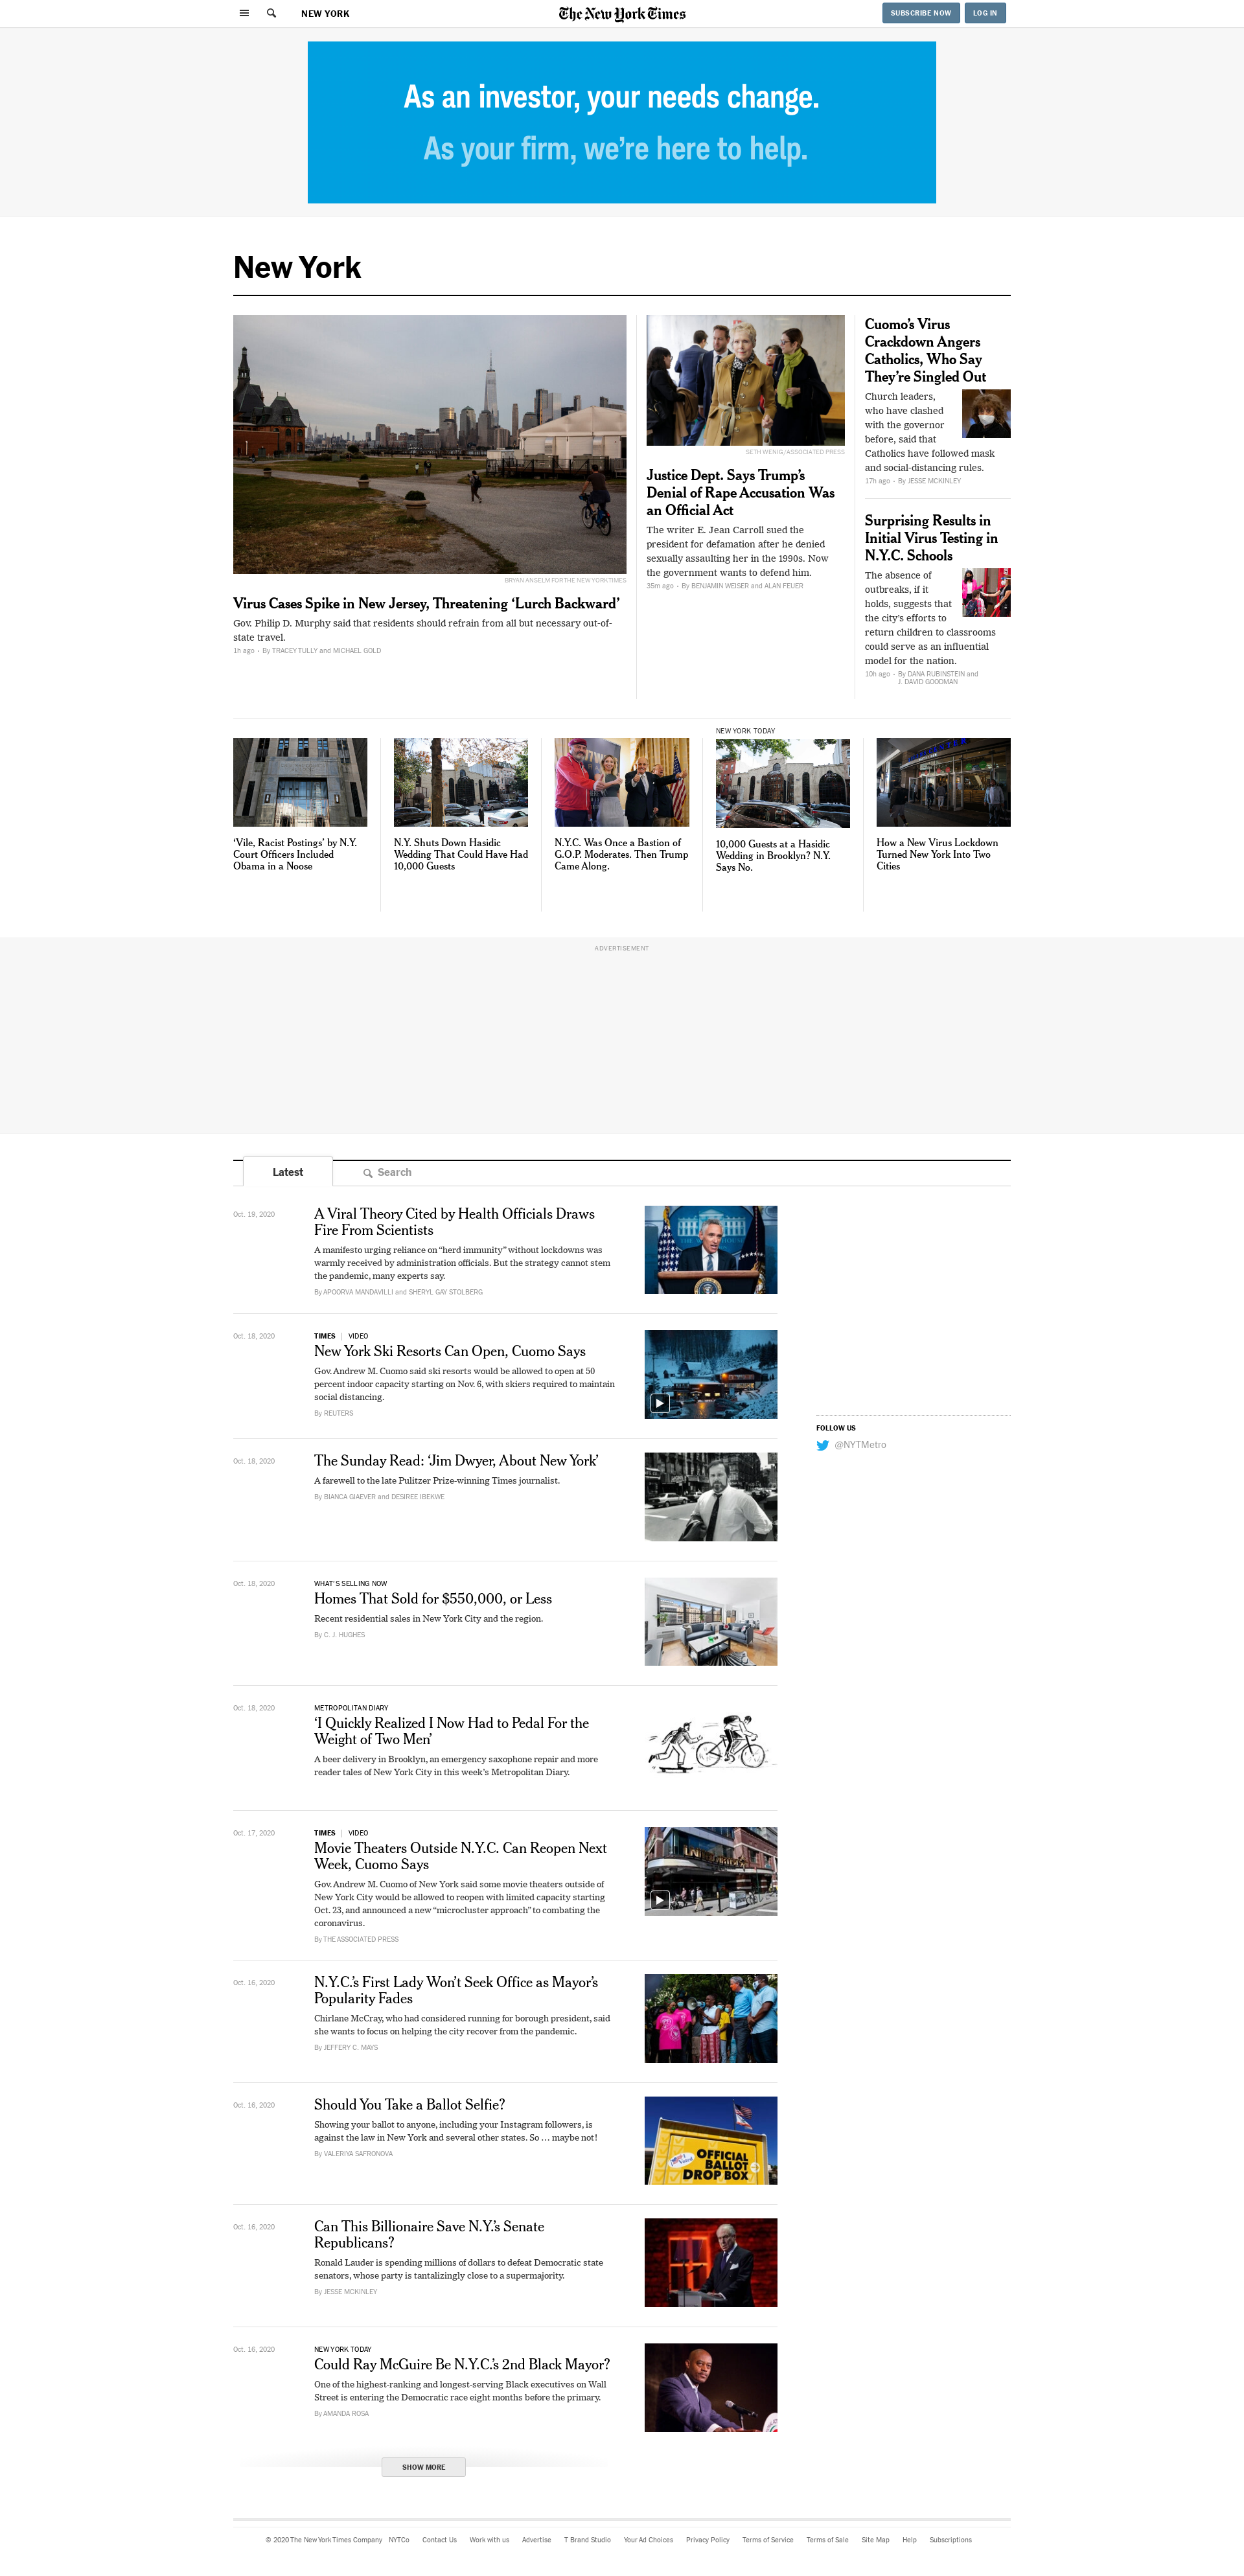 NEW YORK
The New York Times
SUBSCRIBE NOW
LOG IN
As an investor, your needs change.
As your firm, we're here to help.
New York
BRYAN ANSELM FOR THE NEW YORK TIMES
Virus Cases Spike in New Jersey, Threatening ‘Lurch Backward’
Gov. Philip D. Murphy said that residents should refrain from all but necessary out-of-
state travel.
1h ago • By TRACEY TULLY and MICHAEL GOLD
SETH WENIG/ASSOCIATED PRESS
Justice Dept. Says Trump’s
Denial of Rape Accusation Was
an Official Act
The writer E. Jean Carroll sued the
president for defamation after he denied
sexually assaulting her in the 1990s. Now
the government wants to defend him.
35m ago • By BENJAMIN WEISER and ALAN FEUER
Cuomo’s Virus
Crackdown Angers
Catholics, Who Say
They’re Singled Out
Church leaders,
who have clashed
with the governor
before, said that
Catholics have followed mask
and social-distancing rules.
17h ago • By JESSE MCKINLEY
Surprising Results in
Initial Virus Testing in
N.Y.C. Schools
The absence of
outbreaks, if it
holds, suggests that
the city’s efforts to
return children to classrooms
could serve as an influential
model for the nation.
10h ago • By DANA RUBINSTEIN and
J. DAVID GOODMAN
‘Vile, Racist Postings’ by N.Y.
Court Officers Included
Obama in a Noose
N.Y. Shuts Down Hasidic
Wedding That Could Have Had
10,000 Guests
N.Y.C. Was Once a Bastion of
G.O.P. Moderates. Then Trump
Came Along.
NEW YORK TODAY
10,000 Guests at a Hasidic
Wedding in Brooklyn? N.Y.
Says No.
How a New Virus Lockdown
Turned New York Into Two
Cities
ADVERTISEMENT
Latest
Search
Oct. 19, 2020
A Viral Theory Cited by Health Officials Draws
Fire From Scientists
A manifesto urging reliance on “herd immunity” without lockdowns was
warmly received by administration officials. But the strategy cannot stem
the pandemic, many experts say.
By APOORVA MANDAVILLI and SHERYL GAY STOLBERG
Oct. 18, 2020
TIMES | VIDEO
New York Ski Resorts Can Open, Cuomo Says
Gov. Andrew M. Cuomo said ski resorts would be allowed to open at 50
percent indoor capacity starting on Nov. 6, with skiers required to maintain
social distancing.
By REUTERS
FOLLOW US
@NYTMetro
Oct. 18, 2020
The Sunday Read: ‘Jim Dwyer, About New York’
A farewell to the late Pulitzer Prize-winning Times journalist.
By BIANCA GIAEVER and DESIREE IBEKWE
Oct. 18, 2020
WHAT’S SELLING NOW
Homes That Sold for $550,000, or Less
Recent residential sales in New York City and the region.
By C. J. HUGHES
Oct. 18, 2020
METROPOLITAN DIARY
‘I Quickly Realized I Now Had to Pedal For the
Weight of Two Men’
A beer delivery in Brooklyn, an emergency saxophone repair and more
reader tales of New York City in this week’s Metropolitan Diary.
Oct. 17, 2020
TIMES | VIDEO
Movie Theaters Outside N.Y.C. Can Reopen Next
Week, Cuomo Says
Gov. Andrew M. Cuomo of New York said some movie theaters outside of
New York City would be allowed to reopen with limited capacity starting
Oct. 23, and announced a new “microcluster approach” to combating the
coronavirus.
By THE ASSOCIATED PRESS
Oct. 16, 2020
N.Y.C.’s First Lady Won’t Seek Office as Mayor’s
Popularity Fades
Chirlane McCray, who had considered running for borough president, said
she wants to focus on helping the city recover from the pandemic.
By JEFFERY C. MAYS
Oct. 16, 2020
Should You Take a Ballot Selfie?
Showing your ballot to anyone, including your Instagram followers, is
against the law in New York and several other states. So … maybe not!
By VALERIYA SAFRONOVA
OFFICIAL
BALLOT
DROP BOX
Oct. 16, 2020
Can This Billionaire Save N.Y.’s Senate
Republicans?
Ronald Lauder is spending millions of dollars to defeat Democratic state
senators, whose party is tantalizingly close to a supermajority.
By JESSE MCKINLEY
Oct. 16, 2020
NEW YORK TODAY
Could Ray McGuire Be N.Y.C.’s 2nd Black Mayor?
One of the highest-ranking and longest-serving Black executives on Wall
Street is entering the Democratic race eight months before the primary.
By AMANDA ROSA
SHOW MORE
© 2020 The New York Times Company NYTCo Contact Us Work with us Advertise T Brand Studio Your Ad Choices Privacy Policy Terms of Service Terms of Sale Site Map Help Subscriptions